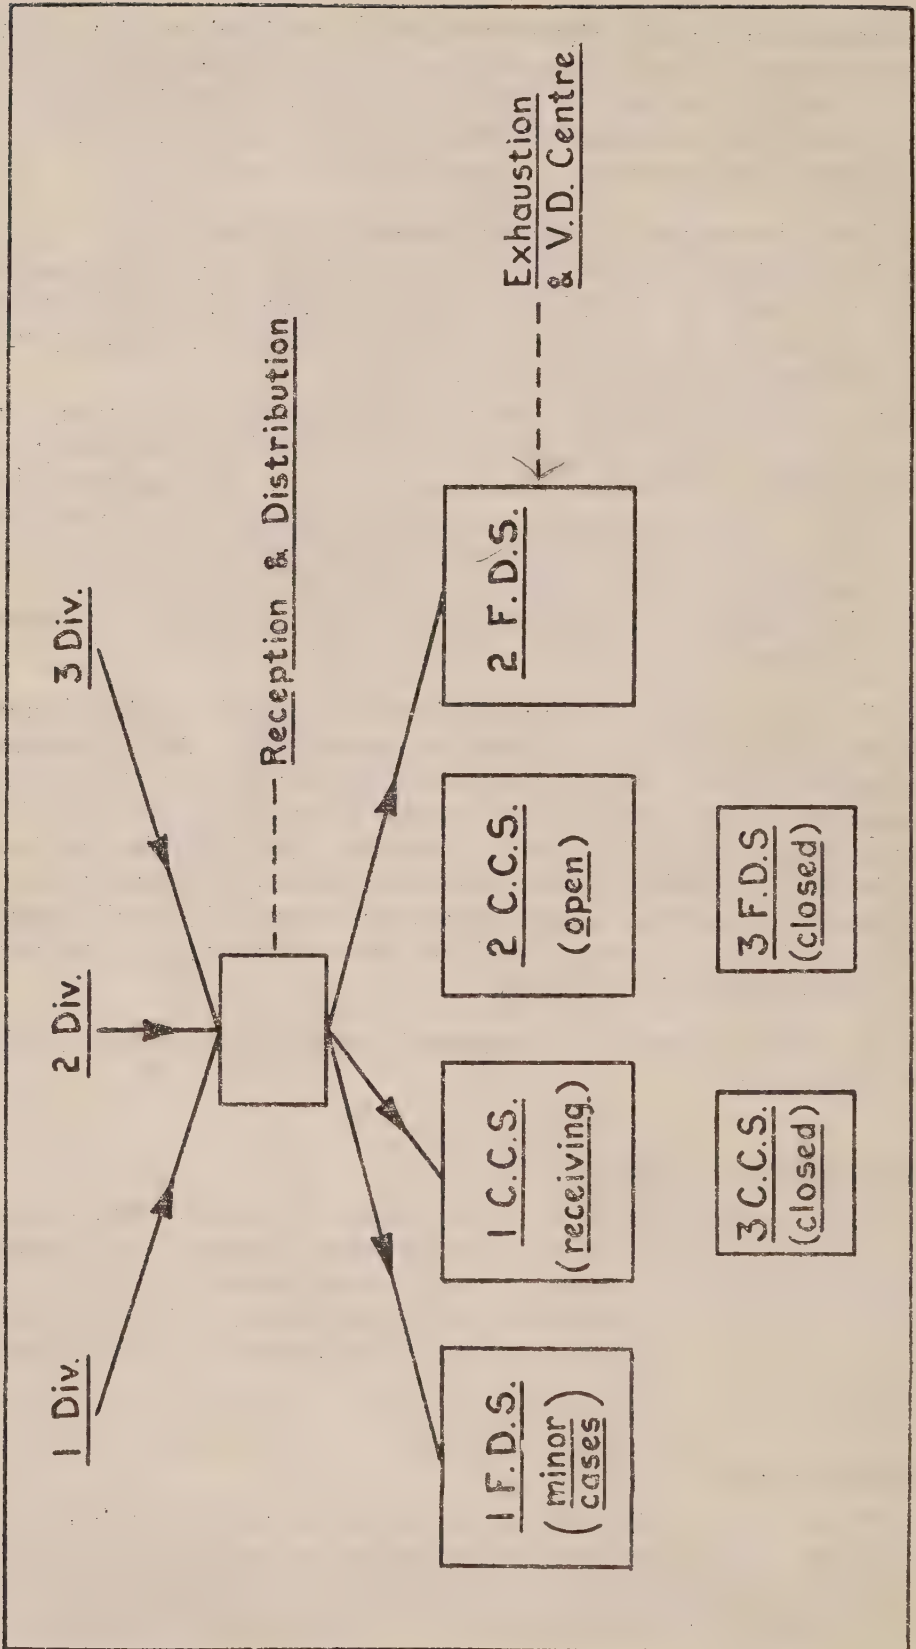 1 Div.
2 Div.
3 Div.
Reception & Distribution
1 F.D.S.
(minor
cases)
1 C.C.S.
(receiving)
2 C.C.S.
(open)
2 F.D.S.
Exhaustion
& V.D. Centre
3 C.C.S.
(closed)
3 F.D.S
(closed)